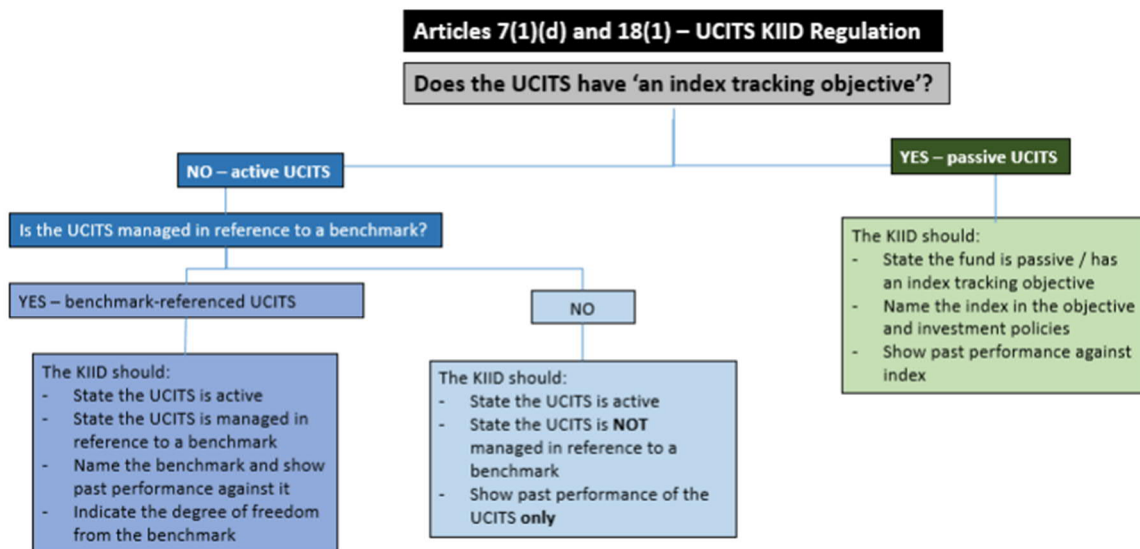 Articles 7(1)(d) and 18(1) – UCITS KIID Regulation
Does the UCITS have ‘an index tracking objective’?
NO – active UCITS
YES – passive UCITS
Is the UCITS managed in reference to a benchmark?
YES – benchmark-referenced UCITS
NO
The KIID should:
- State the UCITS is active
- State the UCITS is managed in
reference to a benchmark
- Name the benchmark and show
past performance against it
- Indicate the degree of freedom
from the benchmark
The KIID should:
- State the UCITS is active
- State the UCITS is NOT
managed in reference to a
benchmark
- Show past performance of the
UCITS only
The KIID should:
- State the fund is passive / has
an index tracking objective
- Name the index in the objective
and investment policies
- Show past performance against
index